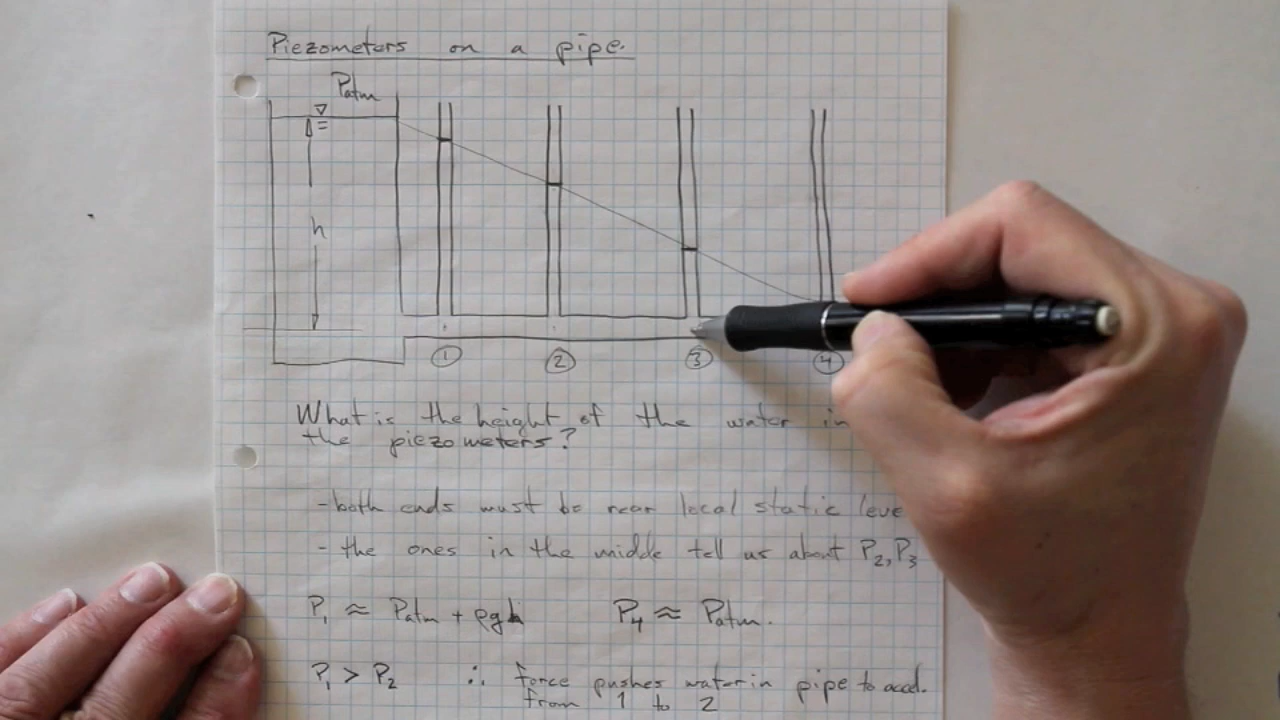 Piezometers on a pipe.
Patm
h
1 2 3 4
What is the height of the water in
the piezometers?
- both ends must be near local static leve
- the ones in the midde tell us about P2, P3
P1 ≈ Patm + ρgh P4 ≈ Patm.
P1 > P2 ∴ force pushes water in pipe to accel.
from 1 to 2